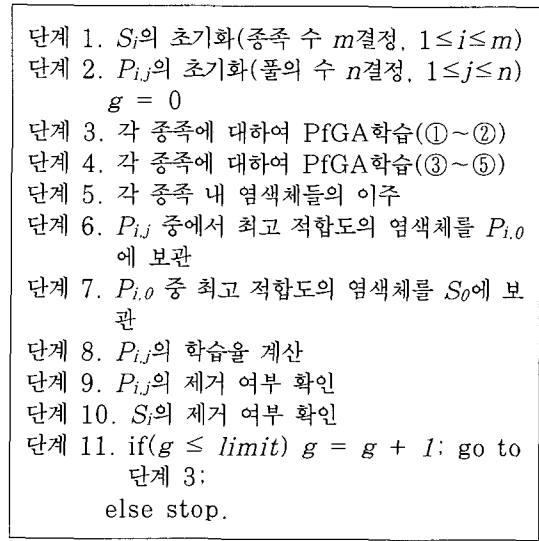 단계 1. Si의 초기화(종족 수 m결정, 1≤i≤m)
단계 2. Pi,j의 초기화(풀의 수 n결정, 1≤j≤n)
g = 0
단계 3. 각 종족에 대하여 PfGA학습(①~②)
단계 4. 각 종족에 대하여 PfGA학습(③~⑤)
단계 5. 각 종족 내 염색체들의 이주
단계 6. Pi,j 중에서 최고 적합도의 염색체를 Pi,0
에 보관
단계 7. Pi,0 중 최고 적합도의 염색체를 S0에 보
관
단계 8. Pi,j의 학습율 계산
단계 9. Pi,j의 제거 여부 확인
단계 10. Si의 제거 여부 확인
단계 11. if(g ≤ limit) g = g + 1; go to
단계 3;
else stop.